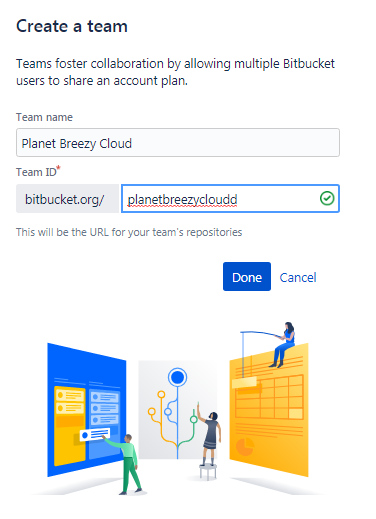 Create a team
Teams foster collaboration by allowing multiple Bitbucket
users to share an account plan.
Team name
Planet Breezy Cloud
Team ID*
bitbucket.org/ planetbreezycloudd
This will be the URL for your team's repositories
Done Cancel